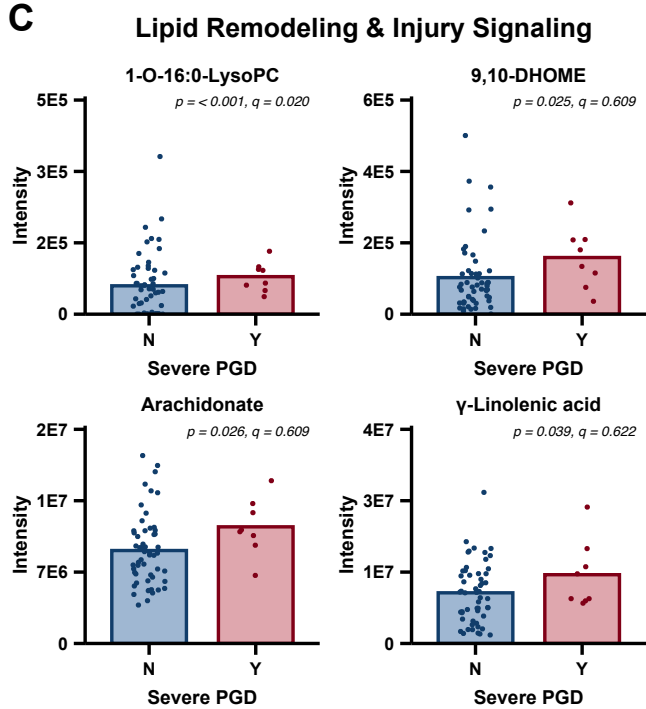 C
Lipid Remodeling & Injury Signaling
1-O-16:0-LysoPC
p = < 0.001, q = 0.020
Intensity
5E5
3E5
2E5
0
N
Y
Severe PGD
9,10-DHOME
p = 0.025, q = 0.609
Intensity
6E5
4E5
2E5
0
N
Y
Severe PGD
Arachidonate
p = 0.026, q = 0.609
Intensity
2E7
1E7
7E6
0
N
Y
Severe PGD
γ-Linolenic acid
p = 0.039, q = 0.622
Intensity
4E7
3E7
1E7
0
N
Y
Severe PGD